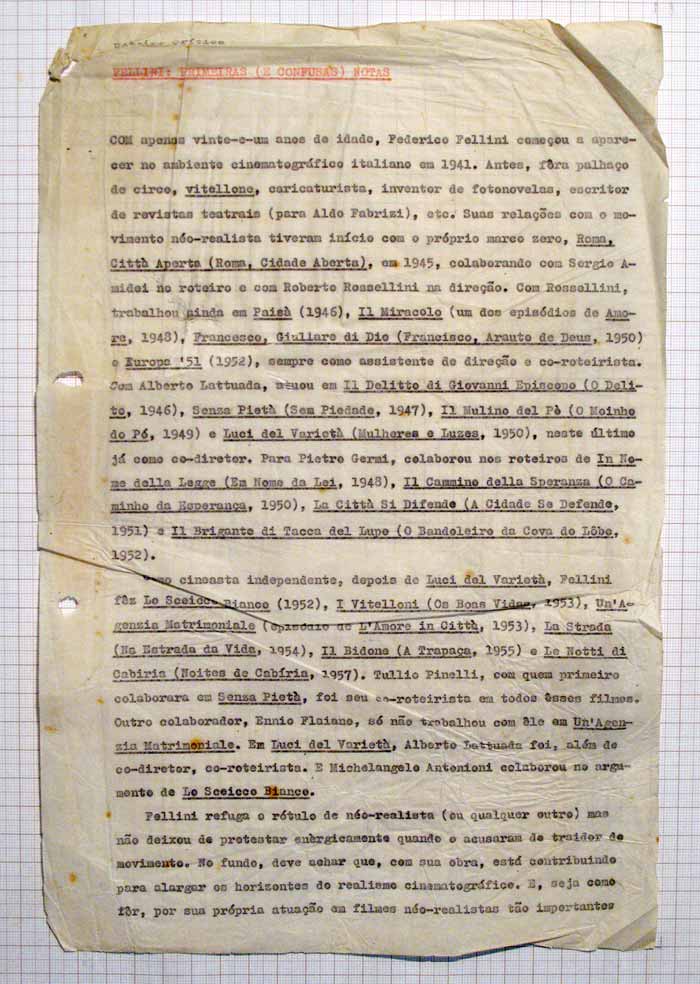 FELLINI: PRIMEIRAS (E CONFUSAS) NOTAS
COM apenas vinte-e-um anos de idade, Federico Fellini começou a apare-
cer no ambiente cinematográfico italiano em 1941. Antes, fôra palhaço
de circo, vitellone, caricaturista, inventor de fotonovelas, escritor
de revistas teatrais (para Aldo Fabrizi), etc. Suas relações com o mo-
vimento néo-realista tiveram início com o próprio marco zero, Roma,
Città Aperta (Roma, Cidade Aberta), em 1945, colaborando com Sergio A-
midei no roteiro e com Roberto Rossellini na direção. Com Rossellini,
trabalhou ainda em Paisà (1946), Il Miracolo (um dos episódios de Amo-
re, 1948), Francesco, Giullare di Dio (Francisco, Arauto de Deus, 1950)
e Europa '51 (1952), sempre como assistente de direção e co-roteirista.
Com Alberto Lattuada, atuou em Il Delitto di Giovanni Episcopo (O Deli-
to, 1946), Senza Pietà (Sem Piedade, 1947), Il Mulino del Pò (O Moinho
do Pó, 1949) e Luci del Varietà (Mulheres e Luzes, 1950), neste último
já como co-diretor. Para Pietro Germi, colaborou nos roteiros de In No-
me della Legge (Em Nome da Lei, 1948), Il Cammino della Speranza (O Ca-
minho da Esperança, 1950), La Città Si Difende (A Cidade Se Defende,
1951) e Il Brigante di Tacca del Lupo (O Bandoleiro da Cova do Lôbo,
1952).
Como cineasta independente, depois de Luci del Varietà, Fellini
fêz Lo Sceicco Bianco (1952), I Vitelloni (Os Boas Vidas, 1953), Un'A-
genzia Matrimoniale (episódio de L'Amore in Città, 1953), La Strada
(Na Estrada da Vida, 1954), Il Bidone (A Trapaça, 1955) e Le Notti di
Cabiria (Noites de Cabíria, 1957). Tullio Pinelli, com quem primeiro
colaborara em Senza Pietà, foi seu co-roteirista em todos êsses filmes.
Outro colaborador, Ennio Flaiano, só não trabalhou com êle em Un'Agen-
zia Matrimoniale. Em Luci del Varietà, Alberto Lattuada foi, além de
co-diretor, co-roteirista. E Michelangelo Antonioni colaborou no argu-
mento de Lo Sceicco Bianco.
Fellini refuga o rótulo de néo-realista (ou qualquer outro) mas
não deixou de protestar enèrgicamente quando o acusaram de traidor do
movimento. No fundo, deve achar que, com sua obra, está contribuindo
para alargar os horizontes do realismo cinematográfico. E, seja como
fôr, por sua própria atuação em filmes néo-realistas tão importantes